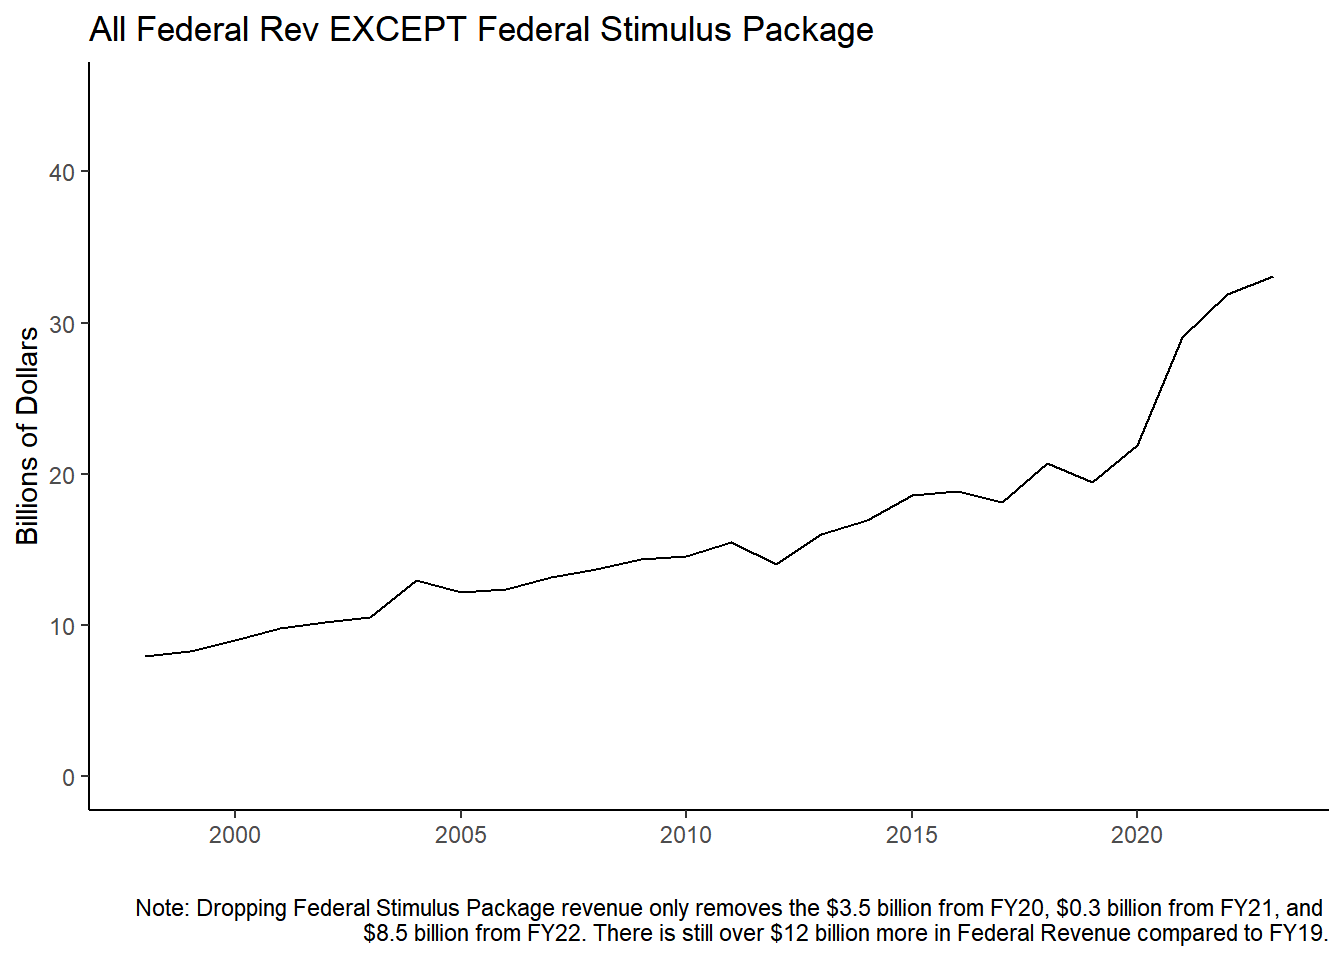 All Federal Rev EXCEPT Federal Stimulus Package
Billions of Dollars
40
30
20
10
0
2000
2005
2010
2015
2020
Note: Dropping Federal Stimulus Package revenue only removes the $3.5 billion from FY20, $0.3 billion from FY21, and
$8.5 billion from FY22. There is still over $12 billion more in Federal Revenue compared to FY19.